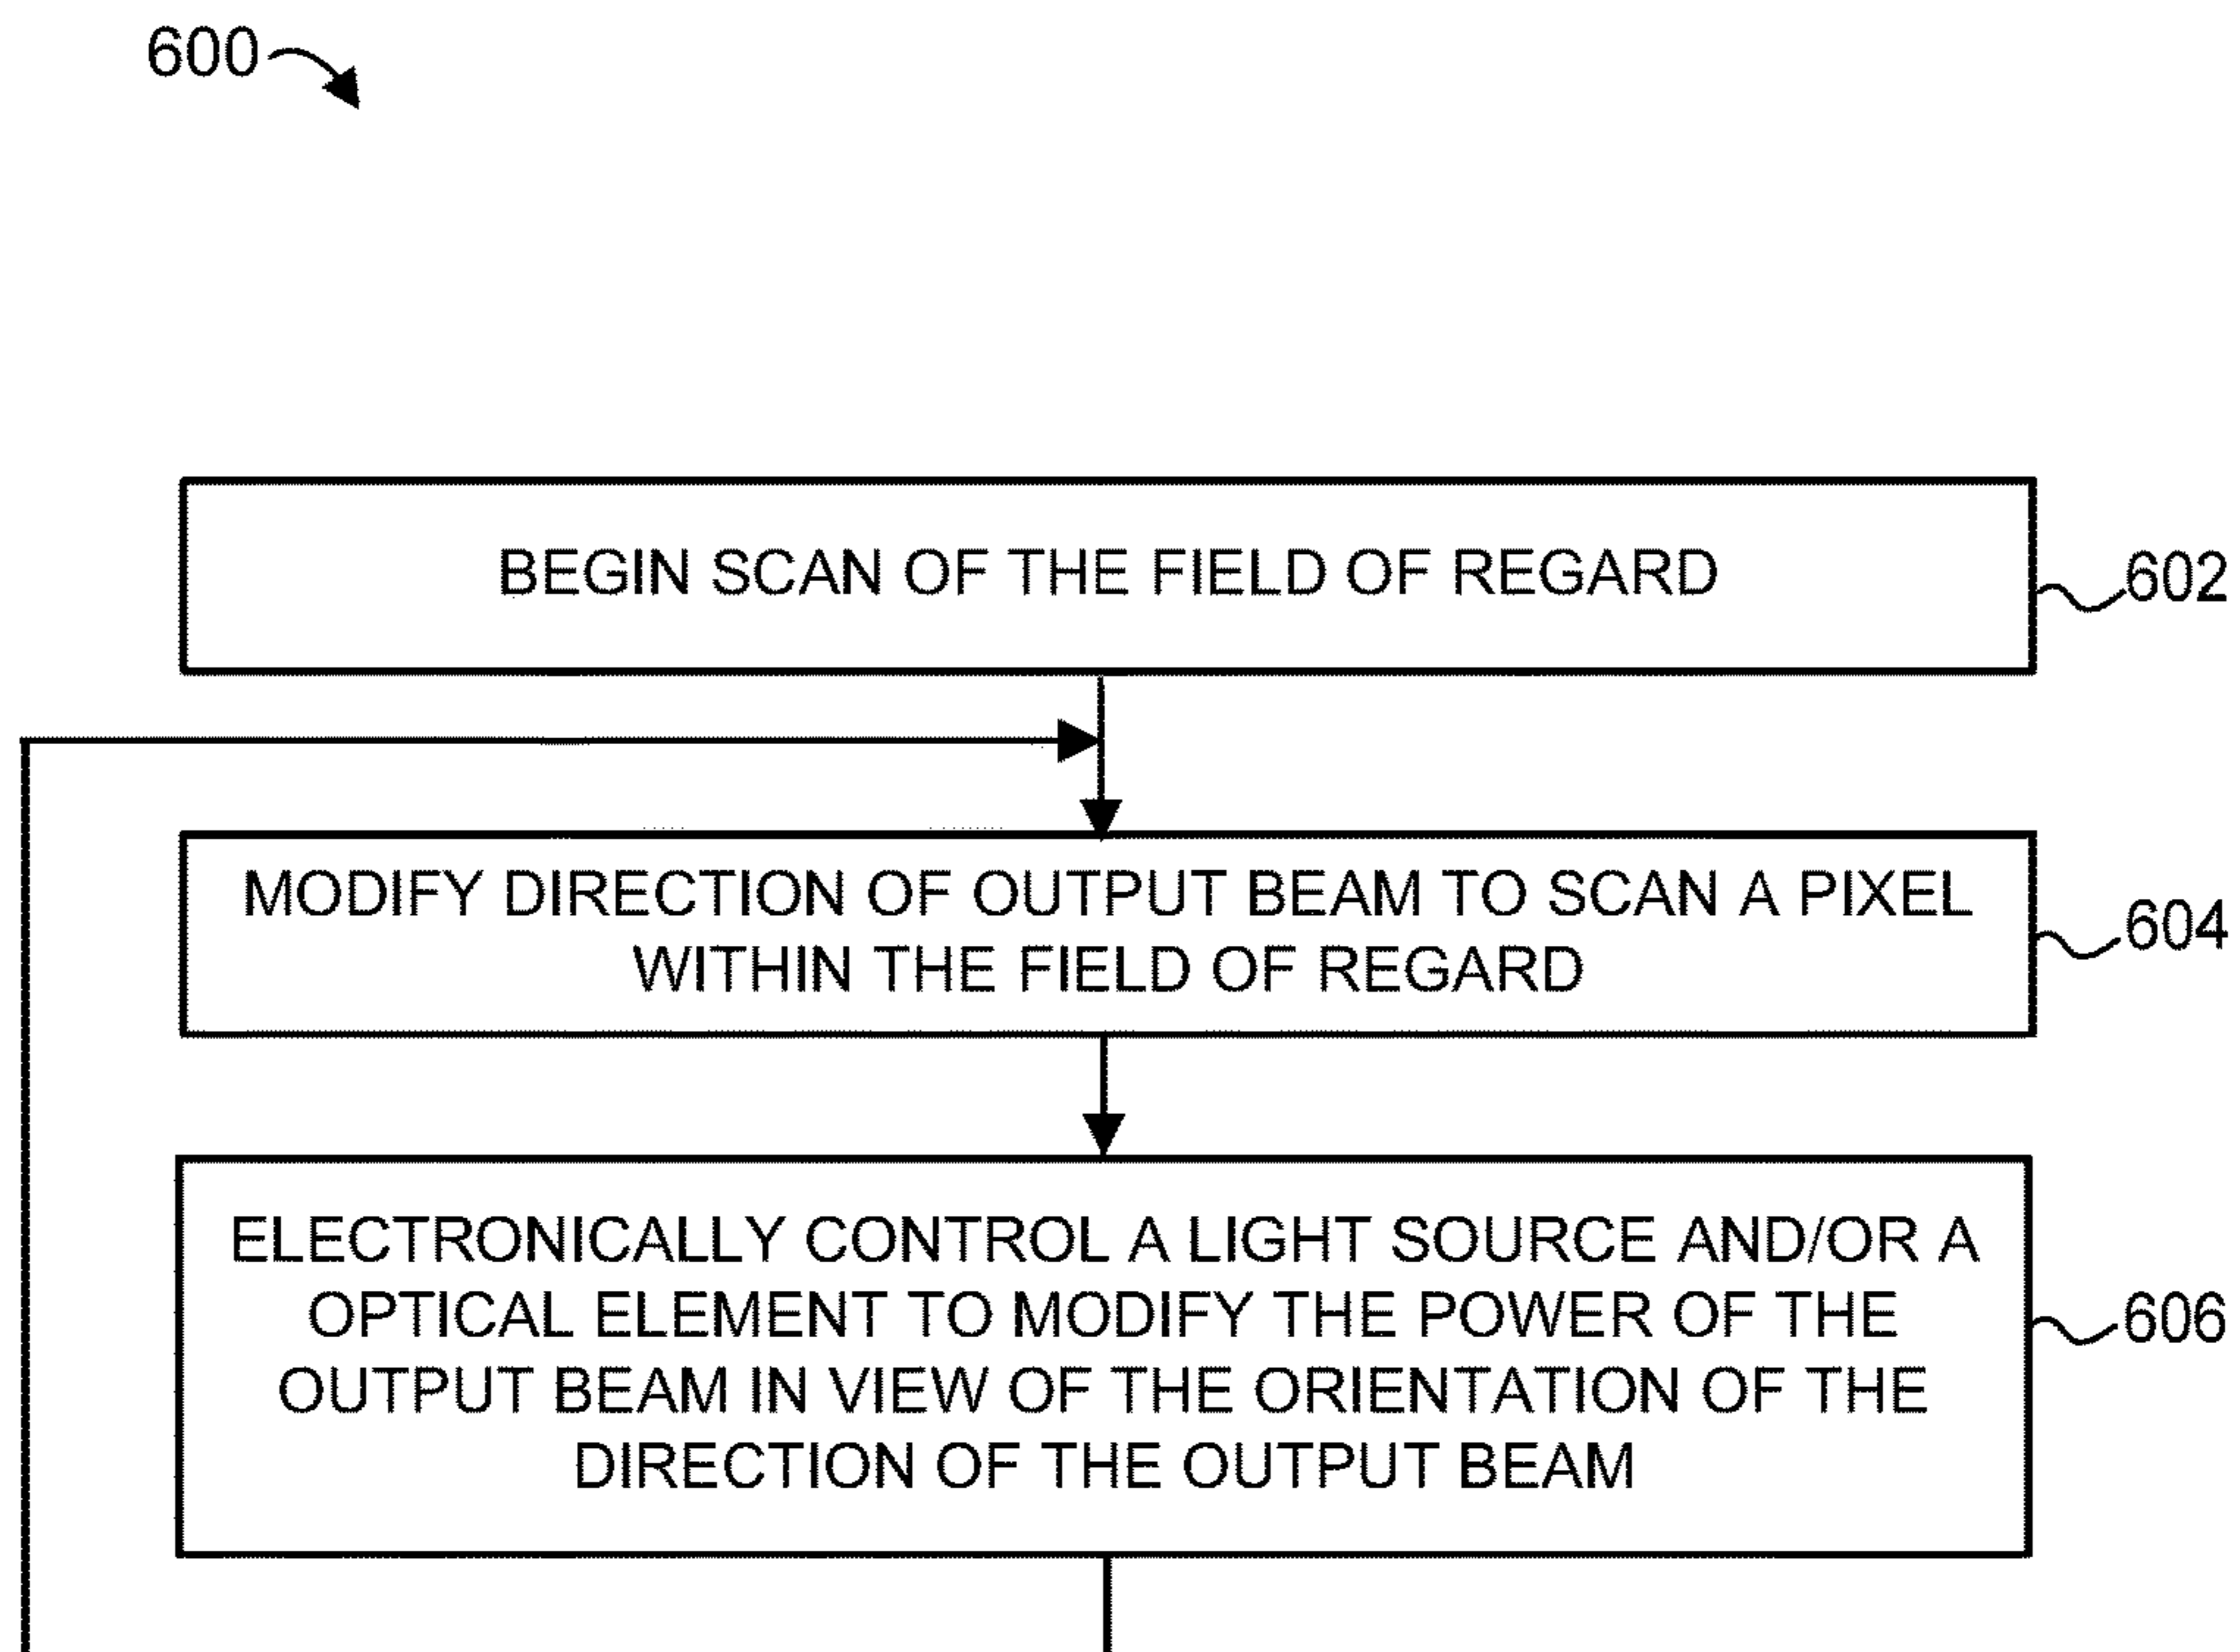 600
BEGIN SCAN OF THE FIELD OF REGARD
602
MODIFY DIRECTION OF OUTPUT BEAM TO SCAN A PIXEL
WITHIN THE FIELD OF REGARD
604
ELECTRONICALLY CONTROL A LIGHT SOURCE AND/OR A
OPTICAL ELEMENT TO MODIFY THE POWER OF THE
OUTPUT BEAM IN VIEW OF THE ORIENTATION OF THE
DIRECTION OF THE OUTPUT BEAM
606